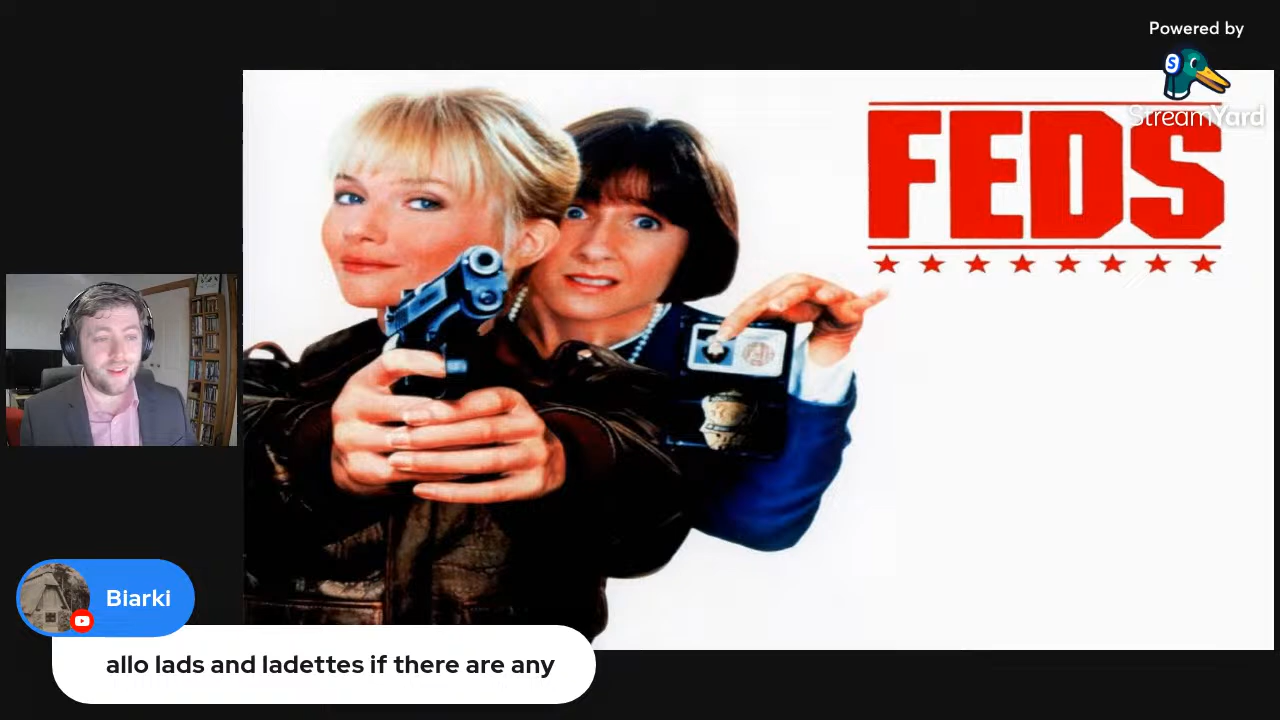 Powered by
StreamYard
FEDS
Biarki
allo lads and ladettes if there are any